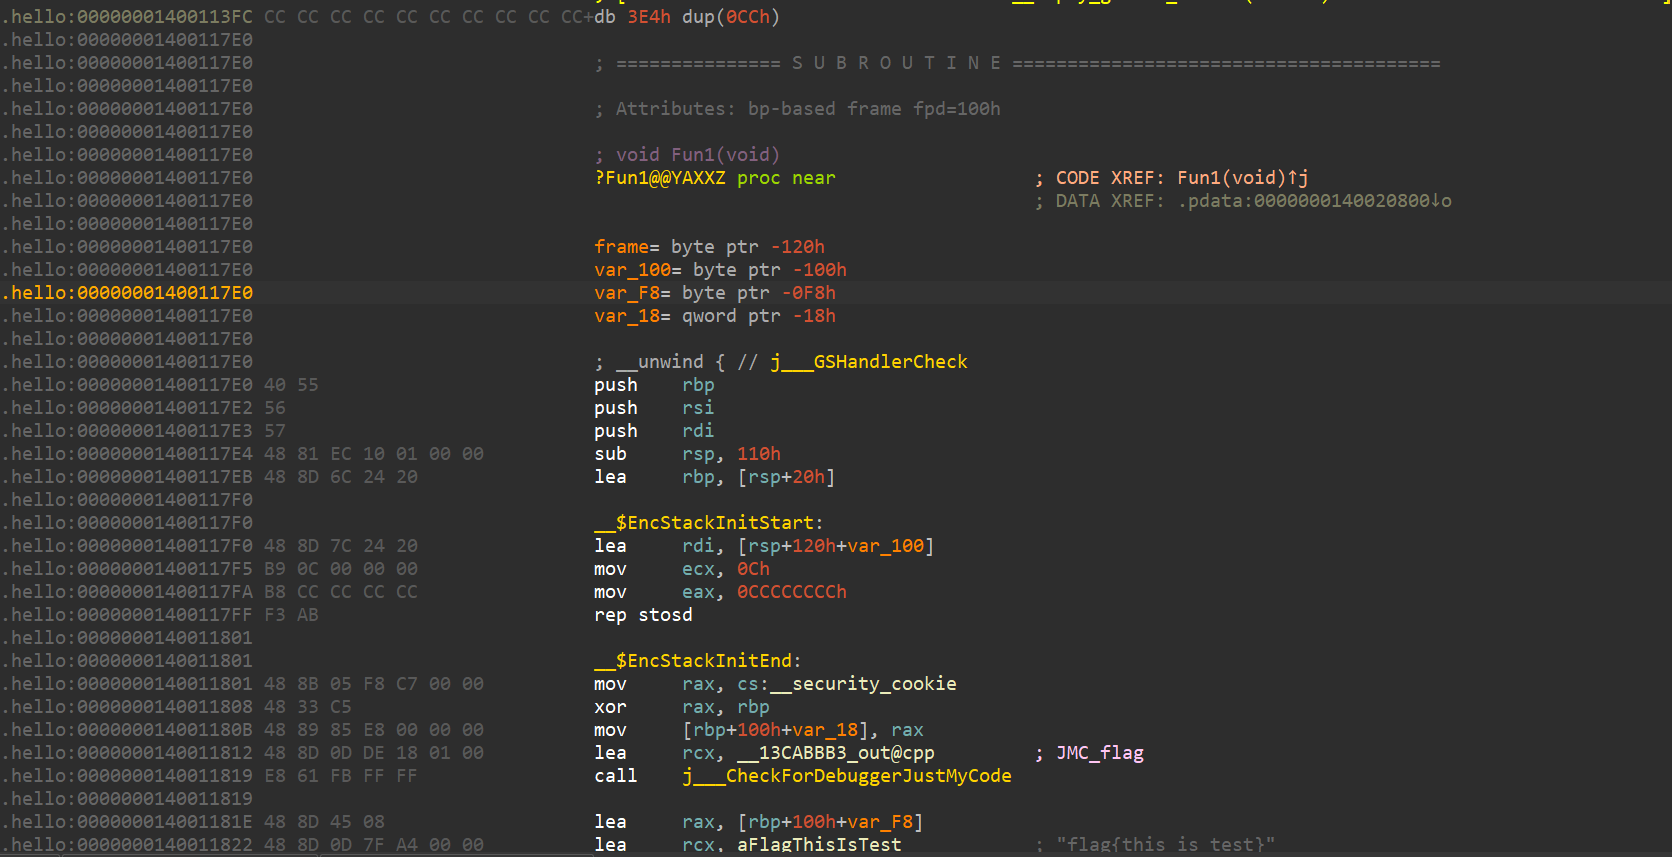 .hello:00000001400113FC CC CC CC CC CC CC CC CC CC CC+db 3E4h dup(0CCh)
.hello:00000001400117E0
.hello:00000001400117E0 ; =============== S U B R O U T I N E =======================================
.hello:00000001400117E0
.hello:00000001400117E0 ; Attributes: bp-based frame fpd=100h
.hello:00000001400117E0
.hello:00000001400117E0 ; void Fun1(void)
.hello:00000001400117E0 ?Fun1@@YAXXZ proc near ; CODE XREF: Fun1(void)↑j
.hello:00000001400117E0 ; DATA XREF: .pdata:0000000140020800↓o
.hello:00000001400117E0
.hello:00000001400117E0 frame= byte ptr -120h
.hello:00000001400117E0 var_100= byte ptr -100h
.hello:00000001400117E0 var_F8= byte ptr -0F8h
.hello:00000001400117E0 var_18= qword ptr -18h
.hello:00000001400117E0
.hello:00000001400117E0 ; __unwind { // j___GSHandlerCheck
.hello:00000001400117E0 40 55 push rbp
.hello:00000001400117E2 56 push rsi
.hello:00000001400117E3 57 push rdi
.hello:00000001400117E4 48 81 EC 10 01 00 00 sub rsp, 110h
.hello:00000001400117EB 48 8D 6C 24 20 lea rbp, [rsp+20h]
.hello:00000001400117F0
.hello:00000001400117F0 __$EncStackInitStart:
.hello:00000001400117F0 48 8D 7C 24 20 lea rdi, [rsp+120h+var_100]
.hello:00000001400117F5 B9 0C 00 00 00 mov ecx, 0Ch
.hello:00000001400117FA B8 CC CC CC CC mov eax, 0CCCCCCCCh
.hello:00000001400117FF F3 AB rep stosd
.hello:0000000140011801
.hello:0000000140011801 __$EncStackInitEnd:
.hello:0000000140011801 48 8B 05 F8 C7 00 00 mov rax, cs:__security_cookie
.hello:0000000140011808 48 33 C5 xor rax, rbp
.hello:000000014001180B 48 89 85 E8 00 00 00 mov [rbp+100h+var_18], rax
.hello:0000000140011812 48 8D 0D DE 18 01 00 lea rcx, __13CABBB3_out@cpp ; JMC_flag
.hello:0000000140011819 E8 61 FB FF FF call j___CheckForDebuggerJustMyCode
.hello:0000000140011819
.hello:000000014001181E 48 8D 45 08 lea rax, [rbp+100h+var_F8]
.hello:0000000140011822 48 8D 0D 7F A4 00 00 lea rcx, aFlagThisIsTest ; "flag{this is test}"